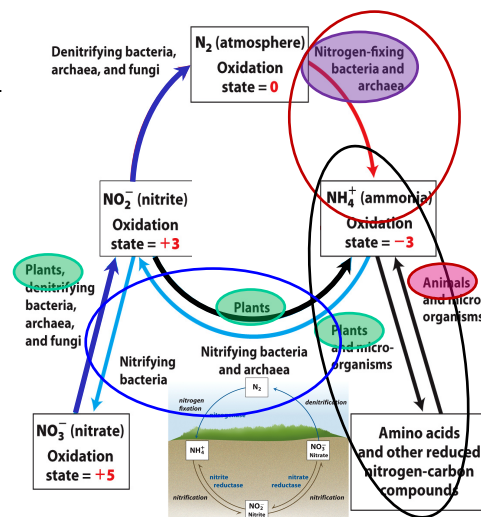 N₂ (atmosphere)
Oxidation
state = 0
Denitrifying bacteria,
archaea, and fungi
Nitrogen-fixing
bacteria and
archaea
NO₂⁻ (nitrite)
Oxidation
state = +3
NH₄⁺ (ammonia)
Oxidation
state = −3
Plants,
denitrifying
bacteria,
archaea,
and fungi
Plants
Animals
and micro
organisms
Plants
and micro-
organisms
Nitrifying
bacteria
Nitrifying bacteria
and archaea
NO₃⁻ (nitrate)
Oxidation
state = +5
Amino acids
and other reduced
nitrogen-carbon
compounds
N₂
nitrogen
fixation
nitrogenase
denitrification
NH₄⁺
NO₃⁻
Nitrate
nitrite
reductase
nitrate
reductase
nitrification
nitrification
NO₂⁻
Nitrite